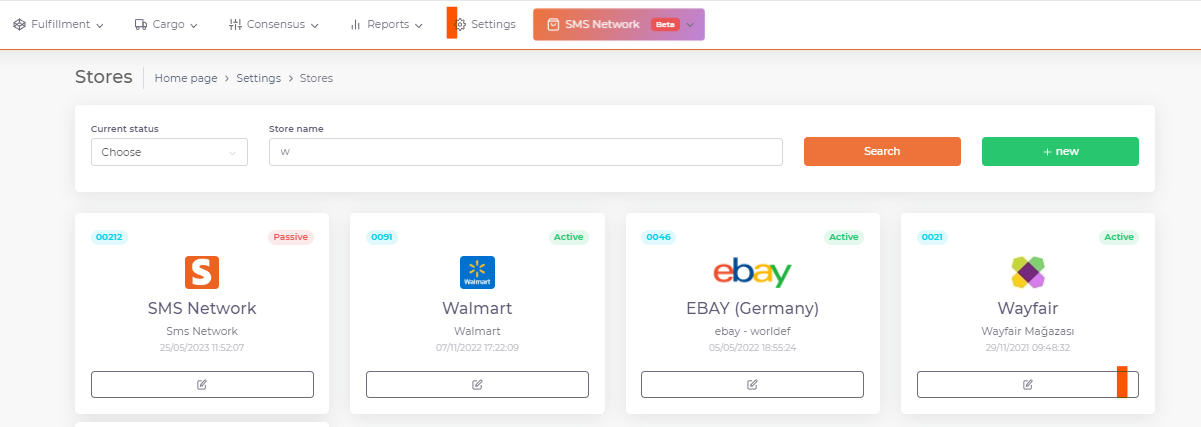 Fulfillment Cargo Consensus Reports Settings SMS Network Beta
Stores Home page › Settings › Stores
Current status Store name
Choose w Search + new
00212 Passive 0091 Active 0046 Active 0021 Active
S Walmart ebay
SMS Network Walmart EBAY (Germany) Wayfair
Sms Network Walmart ebay - worldef Wayfair Mağazası
25/05/2023 11:52:07 07/11/2022 17:22:09 05/05/2022 18:55:24 29/11/2021 09:48:32